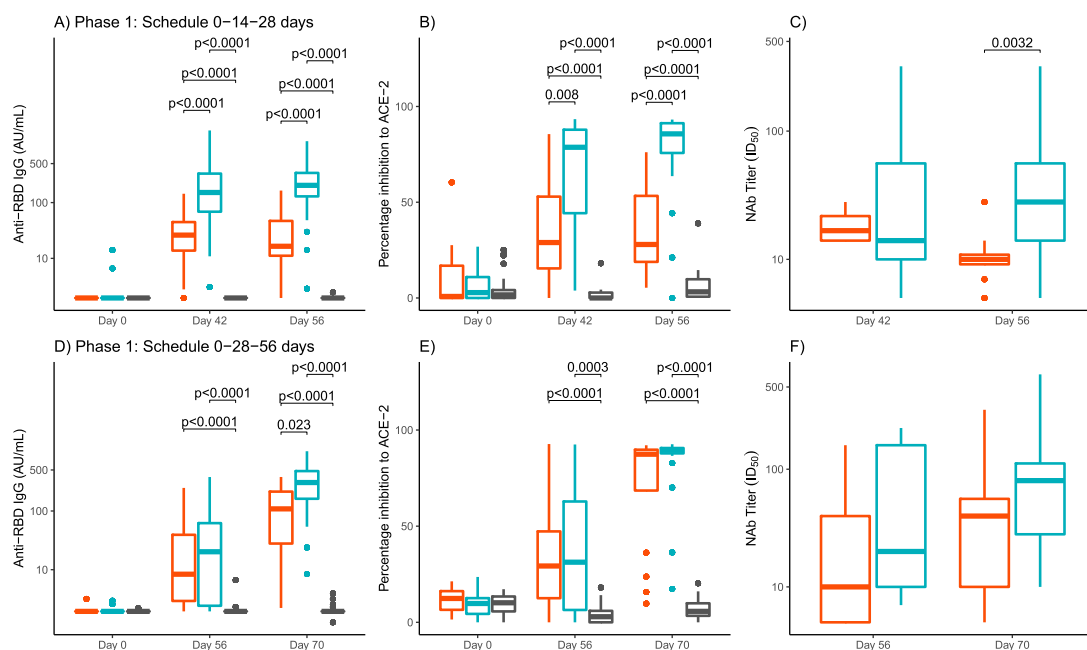 A) Phase 1: Schedule 0−14−28 days
B)
C)
p<0.0001
p<0.0001
p<0.0001
p<0.0001
p<0.0001
p<0.0001
Anti−RBD IgG (AU/mL)
500
100
10
Day 0
Day 42
Day 56
p<0.0001
p<0.0001
0.008
p<0.0001
p<0.0001
p<0.0001
Percentage inhibition to ACE−2
100
50
0
Day 0
Day 42
Day 56
0.0032
NAb Titer (ID50)
500
100
10
Day 42
Day 56
D) Phase 1: Schedule 0−28−56 days
E)
F)
p<0.0001
p<0.0001
p<0.0001
p<0.0001
0.023
Anti−RBD IgG (AU/mL)
500
100
10
Day 0
Day 56
Day 70
0.0003
p<0.0001
p<0.0001
p<0.0001
Percentage inhibition to ACE−2
100
50
0
Day 0
Day 56
Day 70
NAb Titer (ID50)
500
100
10
Day 56
Day 70